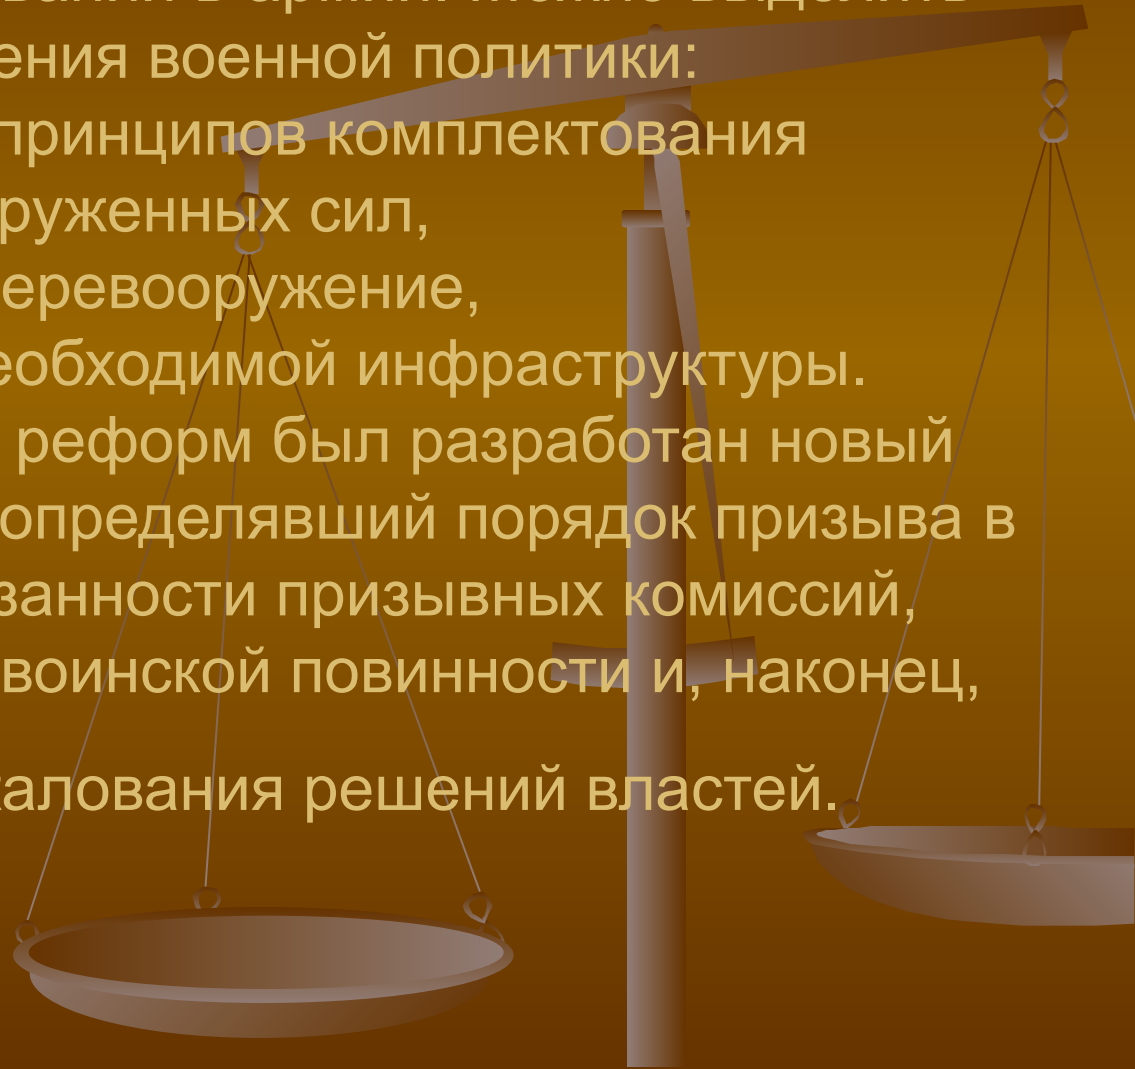 ения военной политики:
принципов комплектования
руженных сил,
еревооружение,
еобходимой инфраструктуры.
реформ был разработан новый
определявший порядок призыва в
занности призывных комиссий,
воинской повинности и, наконец,
алования решений властей.